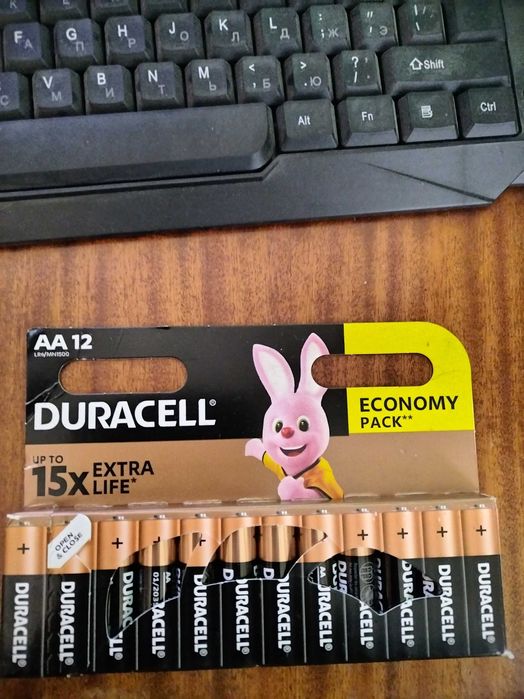 F А
G П
H Р
J О
K Л
L Д
: ; Ж
" ' Э
С
V М
B И
N Т
M Ь
< , Б
> . Ю
? /
Shift
Alt
Fn
Ctrl
AA 12
LR6/MN1500
DURACELL®
ECONOMY
PACK**
UP TO
15X EXTRA
LIFE*
OPEN
& CLOSE
+ + + + + + + + + +
DURACELL
DURACELL
DURACELL
DURACELL
DURACELL
DURACELL
DURACELL
DURACELL
DURACELL
DURACELL